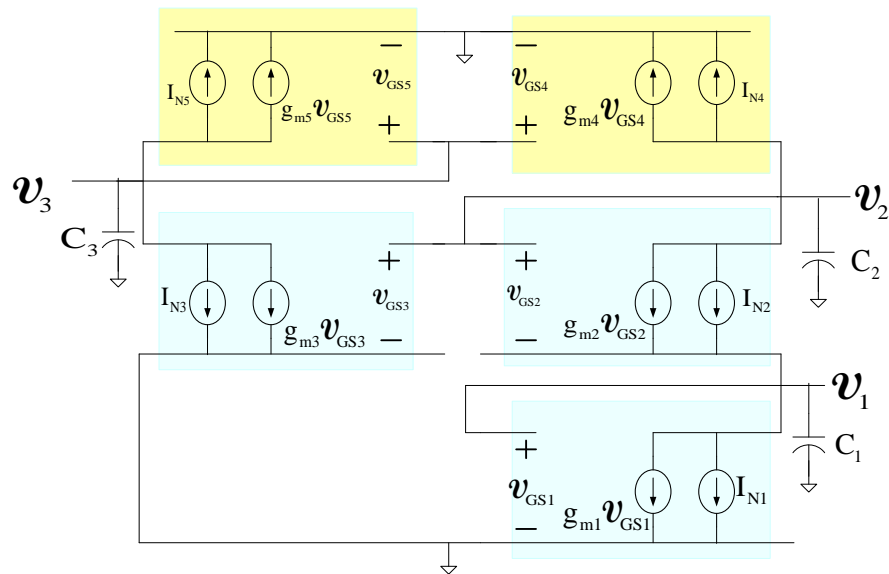 − −
I_N5 g_m5 v_GS5 v_GS5 v_GS4 g_m4 v_GS4 I_N4
+ +
v_3 v_2
C_3 C_2
+ +
I_N3 g_m3 v_GS3 v_GS3 v_GS2 g_m2 v_GS2 I_N2
− −
v_1
C_1
+
v_GS1 g_m1 v_GS1 I_N1
−